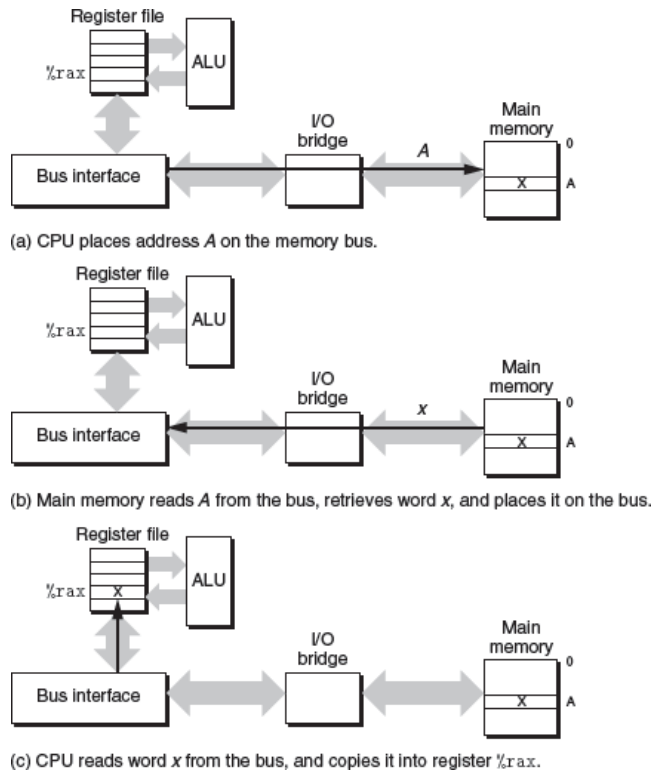 Register file
%rax
ALU
I/O
bridge
Main
memory
Bus interface
A
0
X
A
(a) CPU places address A on the memory bus.
Register file
%rax
ALU
I/O
bridge
Main
memory
Bus interface
x
0
X
A
(b) Main memory reads A from the bus, retrieves word x, and places it on the bus.
Register file
%rax
X
ALU
I/O
bridge
Main
memory
Bus interface
0
X
A
(c) CPU reads word x from the bus, and copies it into register %rax.